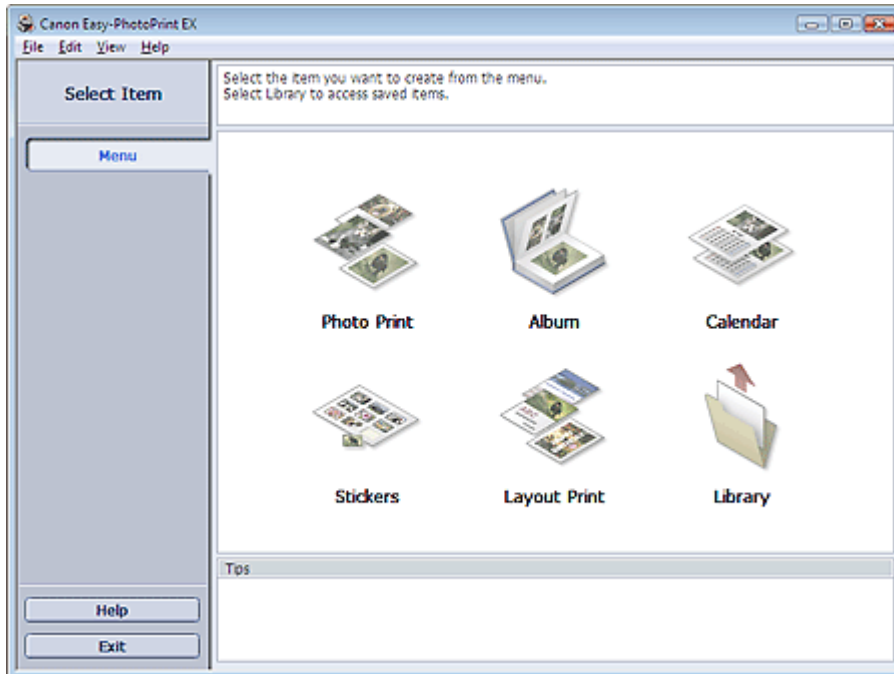 Canon Easy-PhotoPrint EX
File Edit View Help
Select Item
Select the item you want to create from the menu.
Select Library to access saved items.
Menu
Photo Print
Album
Calendar
Stickers
Layout Print
Library
Tips
Help
Exit